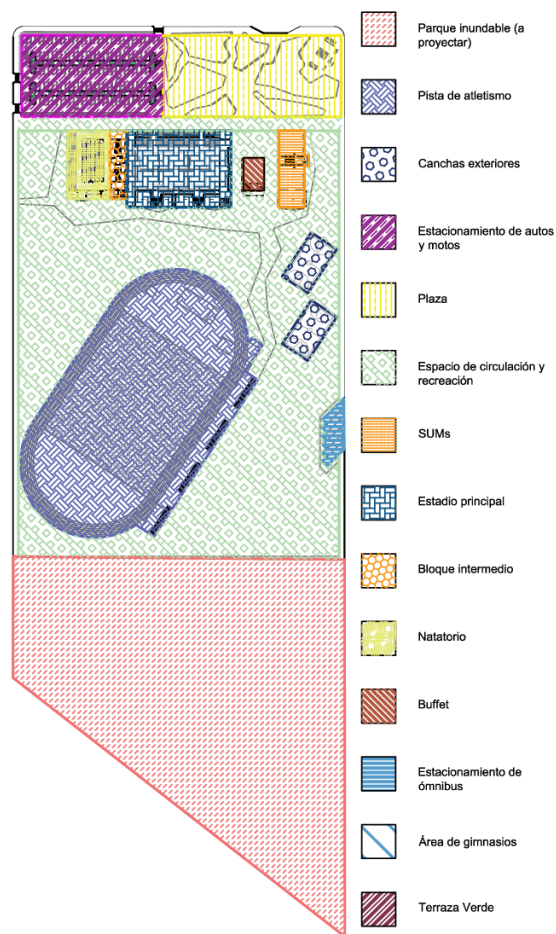 Parque inundable (a
proyectar)
Pista de atletismo
Canchas exteriores
Estacionamiento de autos
y motos
Plaza
Espacio de circulación y
recreación
SUMs
Estadio principal
Bloque intermedio
Natatorio
Buffet
Estacionamiento de
ómnibus
Área de gimnasios
Terraza Verde